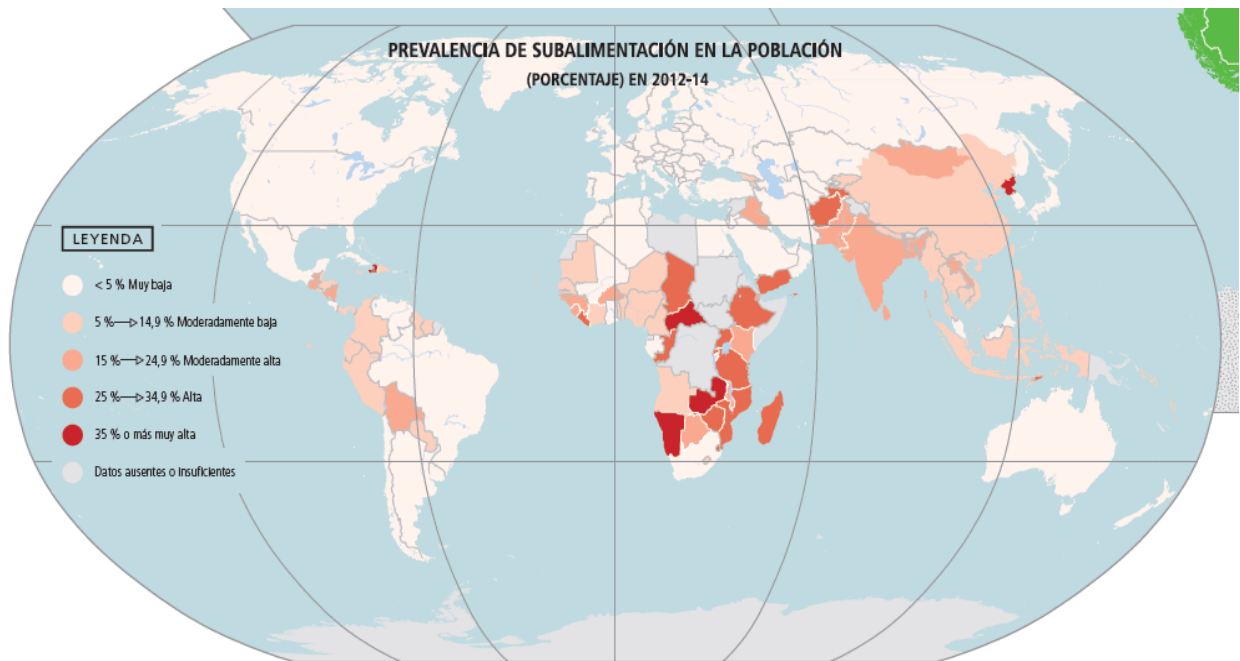 PREVALENCIA DE SUBALIMENTACIÓN EN LA POBLACIÓN
(PORCENTAJE) EN 2012-14
LEYENDA
< 5 % Muy baja
5 %—▷14,9 % Moderadamente baja
15 %—▷24,9 % Moderadamente alta
25 %—▷34,9 % Alta
35 % o más muy alta
Datos ausentes o insuficientes